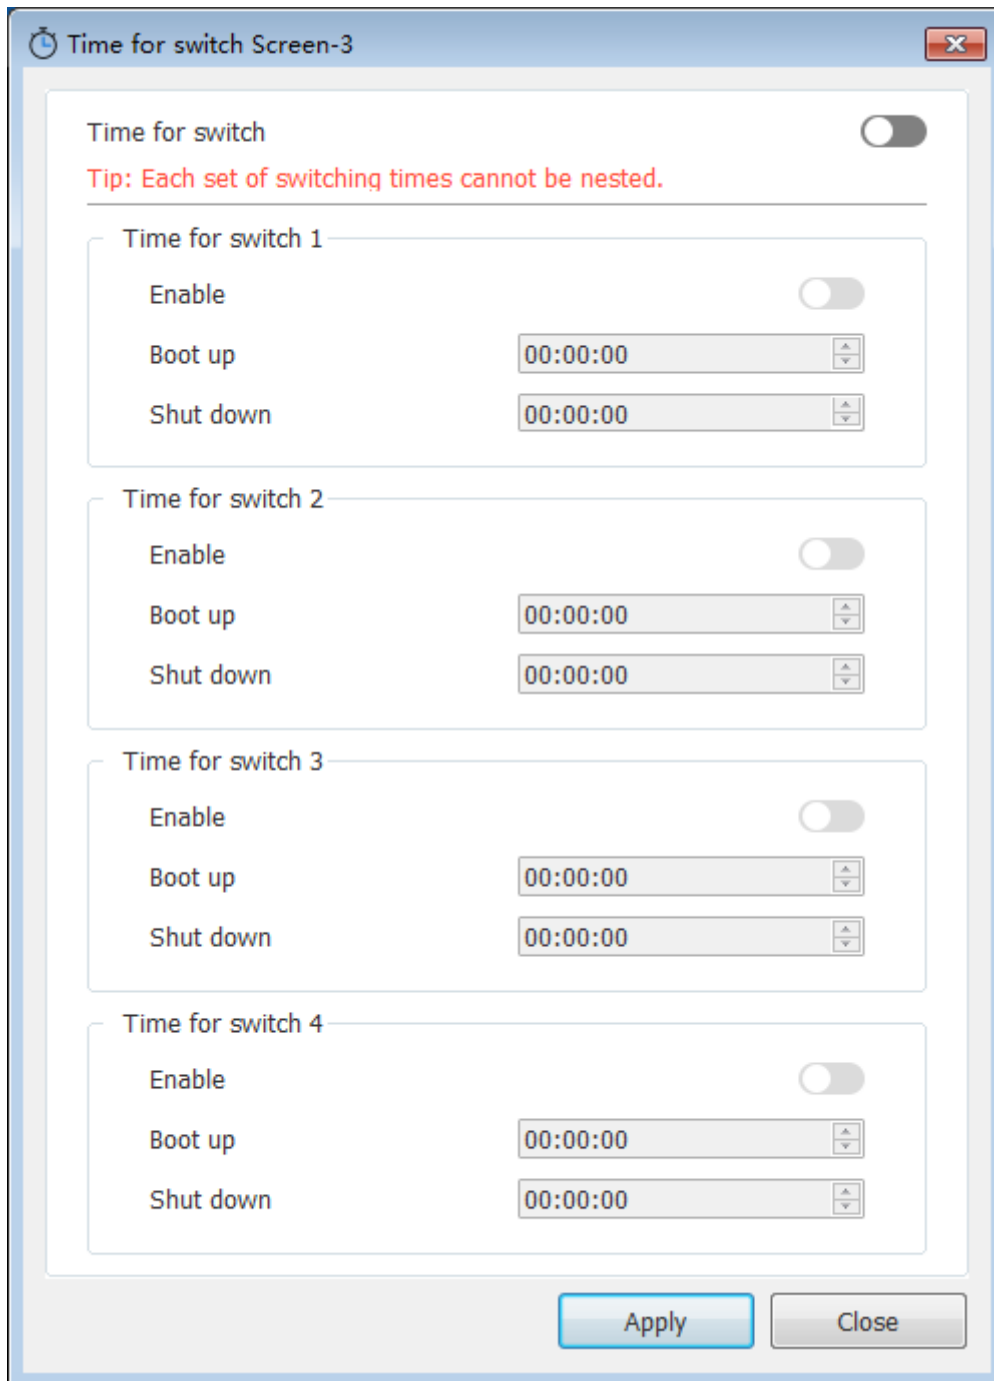 Time for switch Screen-3
Time for switch
Tip: Each set of switching times cannot be nested.
Time for switch 1
Enable
Boot up 00:00:00
Shut down 00:00:00
Time for switch 2
Enable
Boot up 00:00:00
Shut down 00:00:00
Time for switch 3
Enable
Boot up 00:00:00
Shut down 00:00:00
Time for switch 4
Enable
Boot up 00:00:00
Shut down 00:00:00
Apply Close